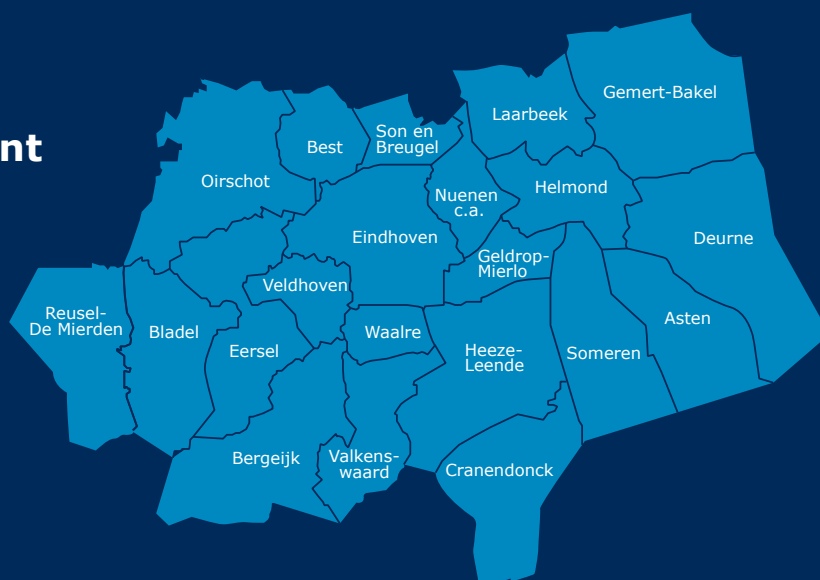 nt
Gemert-Bakel
Laarbeek
Son en
Breugel
Best
Oirschot
Helmond
Nuenen
c.a.
Eindhoven
Deurne
Geldrop-
Mierlo
Veldhoven
Reusel-
De Mierden
Bladel
Waalre
Asten
Eersel
Heeze-
Leende
Someren
Bergeijk
Valkens-
waard
Cranendonck